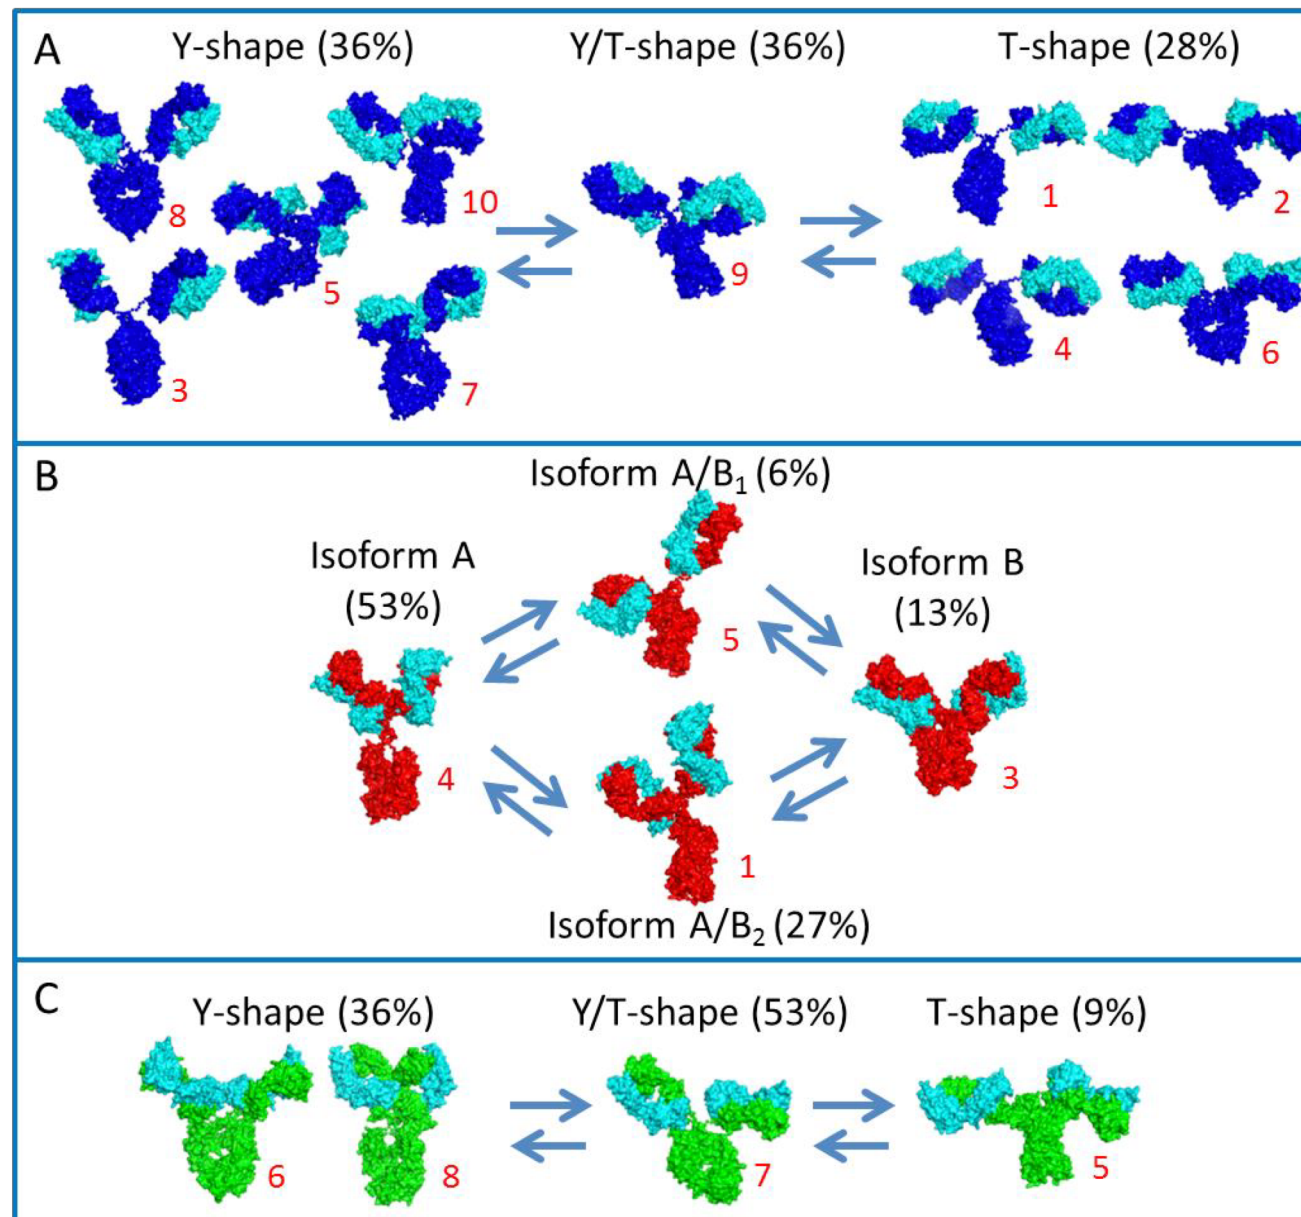 A
Y-shape (36%)
Y/T-shape (36%)
T-shape (28%)
8
10
5
3
7
9
1
2
4
6
B
Isoform A/B₁ (6%)
Isoform A
(53%)
Isoform B
(13%)
5
4
3
1
Isoform A/B₂ (27%)
C
Y-shape (36%)
Y/T-shape (53%)
T-shape (9%)
6
8
7
5